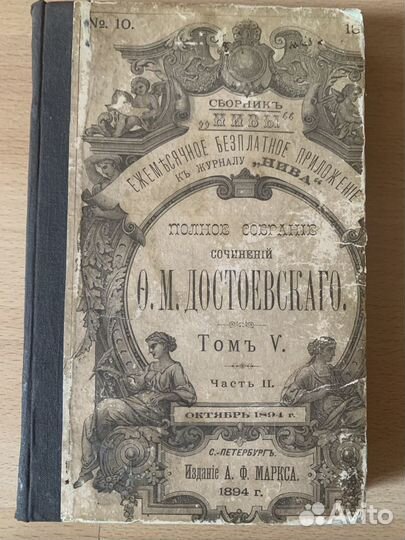 №. 10.
18
СБОРНИКЪ
„НИВЫ“
ЕЖЕМѢСЯЧНОЕ БЕЗПЛАТНОЕ ПРИЛОЖЕНІЕ
КЪ ЖУРНАЛУ „НИВА“
ПОЛНОЕ СОБРАНІЕ
СОЧИНЕНІЙ
Ѳ. М. ДОСТОЕВСКАГО.
ТОМЪ V.
ЧАСТЬ II.
ОКТЯБРЬ 1894 г.
С.-ПЕТЕРБУРГЪ.
Изданіе А. Ф. МАРКСА.
1894 г.
Avito